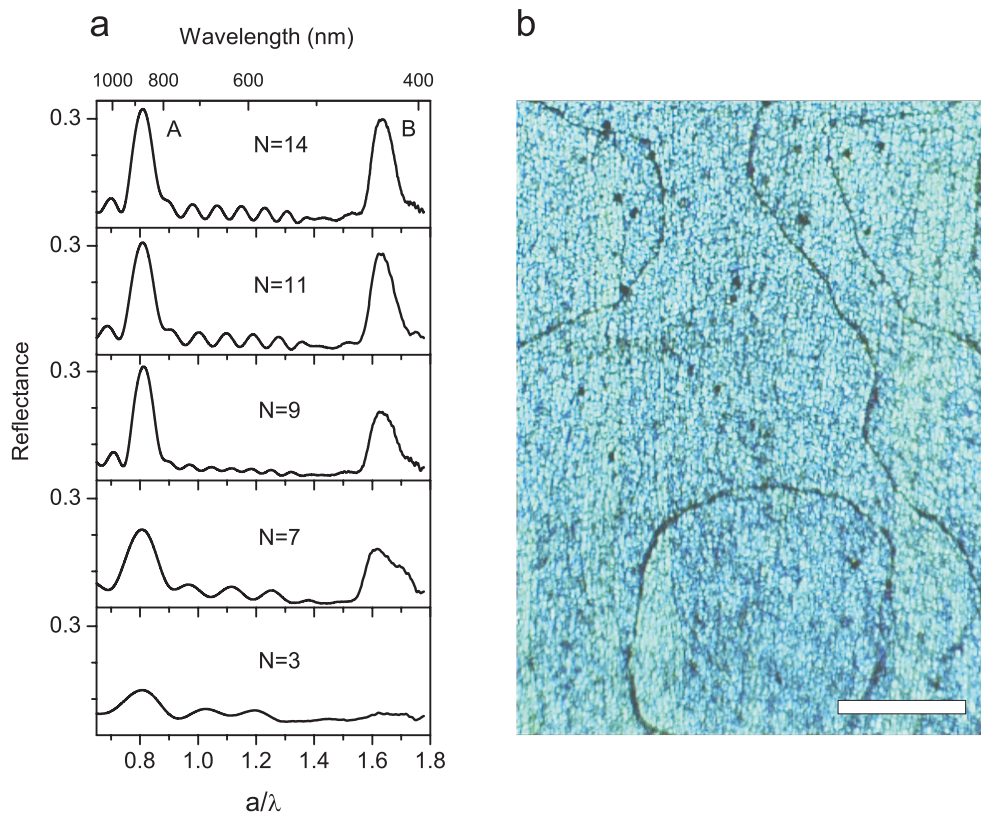 a
Wavelength (nm)
1000 800 600 400
0.3 A N=14 B
0.3 N=11
0.3 N=9
0.3 N=7
0.3 N=3
Reflectance
0.8 1.0 1.2 1.4 1.6 1.8
a/λ
b